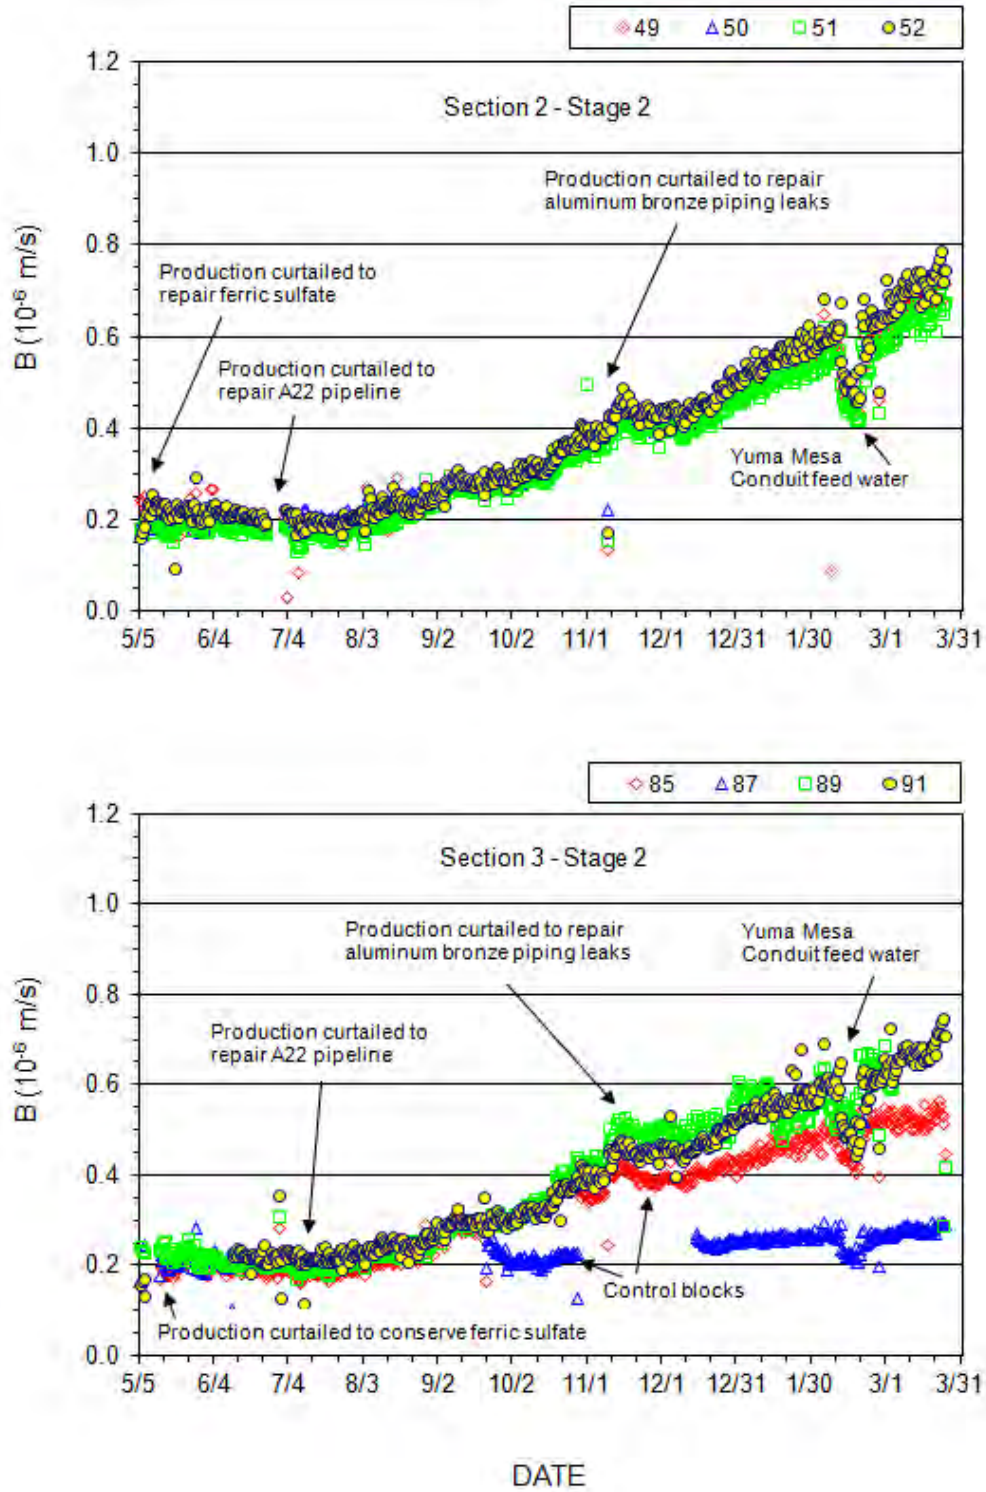 49 50 51 52
1.2
Section 2 - Stage 2
1.0
Production curtailed to repair
aluminum bronze piping leaks
0.8
Production curtailed to
repair ferric sulfate
B (10⁻⁶ m/s)
0.6
Production curtailed to
repair A22 pipeline
0.4
Yuma Mesa
Conduit feed water
0.2
0.0
5/5 6/4 7/4 8/3 9/2 10/2 11/1 12/1 12/31 1/30 3/1 3/31
85 87 89 91
1.2
Section 3 - Stage 2
1.0
Production curtailed to repair
aluminum bronze piping leaks
Yuma Mesa
Conduit feed water
0.8
Production curtailed to
repair A22 pipeline
B (10⁻⁶ m/s)
0.6
0.4
0.2
Control blocks
Production curtailed to conserve ferric sulfate
0.0
5/5 6/4 7/4 8/3 9/2 10/2 11/1 12/1 12/31 1/30 3/1 3/31
DATE